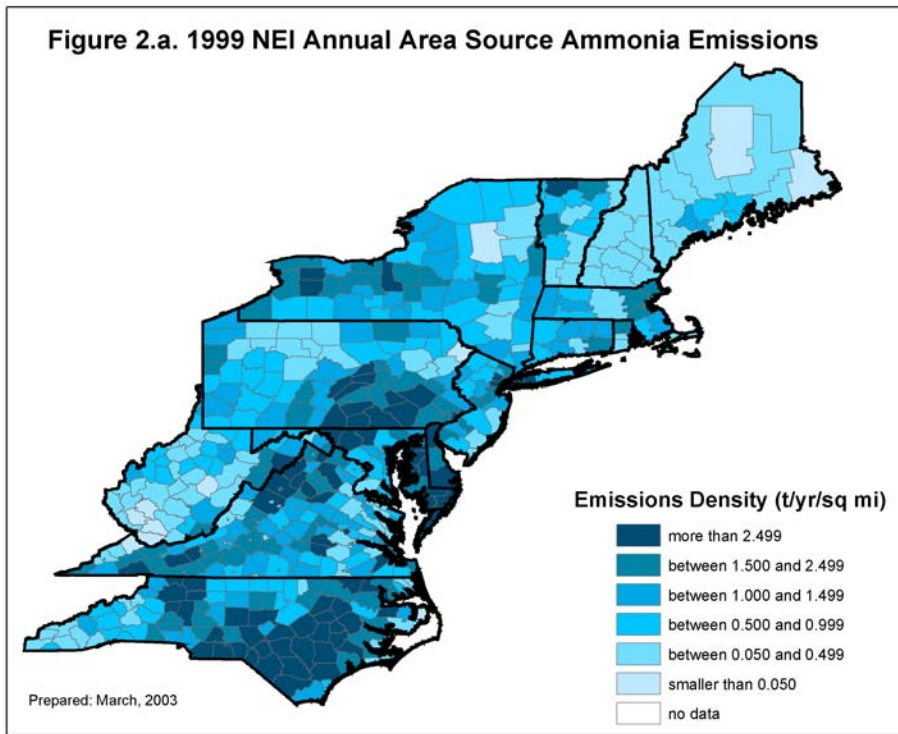 Figure 2.a. 1999 NEI Annual Area Source Ammonia Emissions
Emissions Density (t/yr/sq mi)
more than 2.499
between 1.500 and 2.499
between 1.000 and 1.499
between 0.500 and 0.999
between 0.050 and 0.499
smaller than 0.050
no data
Prepared: March, 2003